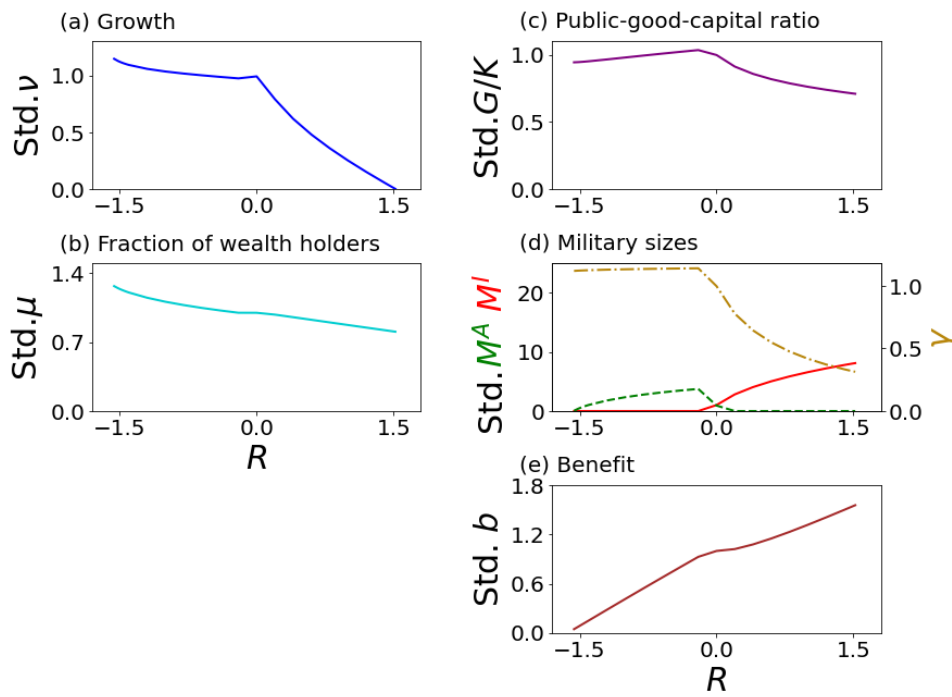 (a) Growth
Std.ν
1.0
0.5
0.0
−1.5 0.0 1.5
(b) Fraction of wealth holders
Std.μ
1.4
0.7
0.0
−1.5 0.0 1.5
R
(c) Public-good-capital ratio
Std.G/K
1.0
0.5
0.0
−1.5 0.0 1.5
(d) Military sizes
Std.M^A M^I
20
10
0
1.0
0.5
0.0
−1.5 0.0 1.5
(e) Benefit
Std. b
1.8
1.2
0.6
0.0
−1.5 0.0 1.5
R